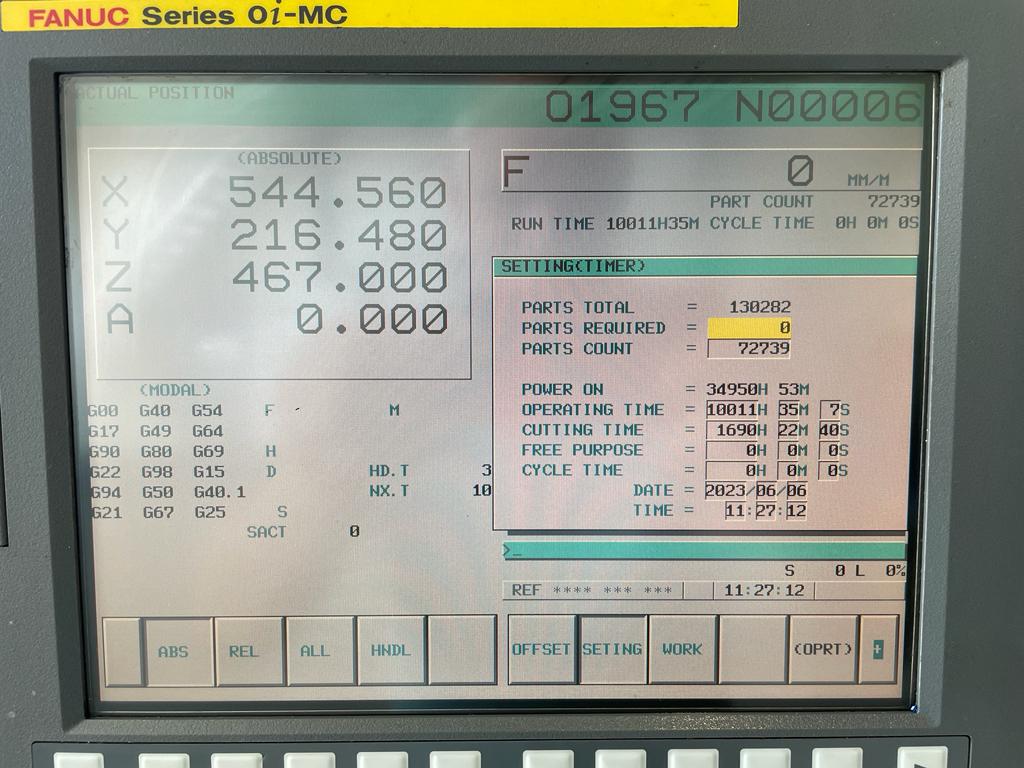 FANUC Series 0i-MC
ACTUAL POSITION
O1967 N00006
(ABSOLUTE)
X 544.560
Y 216.480
Z 467.000
A 0.000
F 0 MM/M
PART COUNT 72739
RUN TIME 10011H35M CYCLE TIME 0H 0M 0S
(MODAL)
G00 G40 G54 F M
G17 G49 G64
G90 G80 G69 H
G22 G98 G15 D HD.T 3
G94 G50 G40.1 NX.T 10
G21 G67 G25 S
SACT 0
SETTING(TIMER)
PARTS TOTAL = 130282
PARTS REQUIRED = 0
PARTS COUNT = 72739
POWER ON = 34950H 53M
OPERATING TIME = 10011H 35M 7S
CUTTING TIME = 1690H 22M 40S
FREE PURPOSE = 0H 0M 0S
CYCLE TIME = 0H 0M 0S
DATE = 2023/06/06
TIME = 11:27:12
>_
S 0 L 0%
REF **** *** *** 11:27:12
ABS REL ALL HNDL
OFFSET SETING WORK (OPRT) +